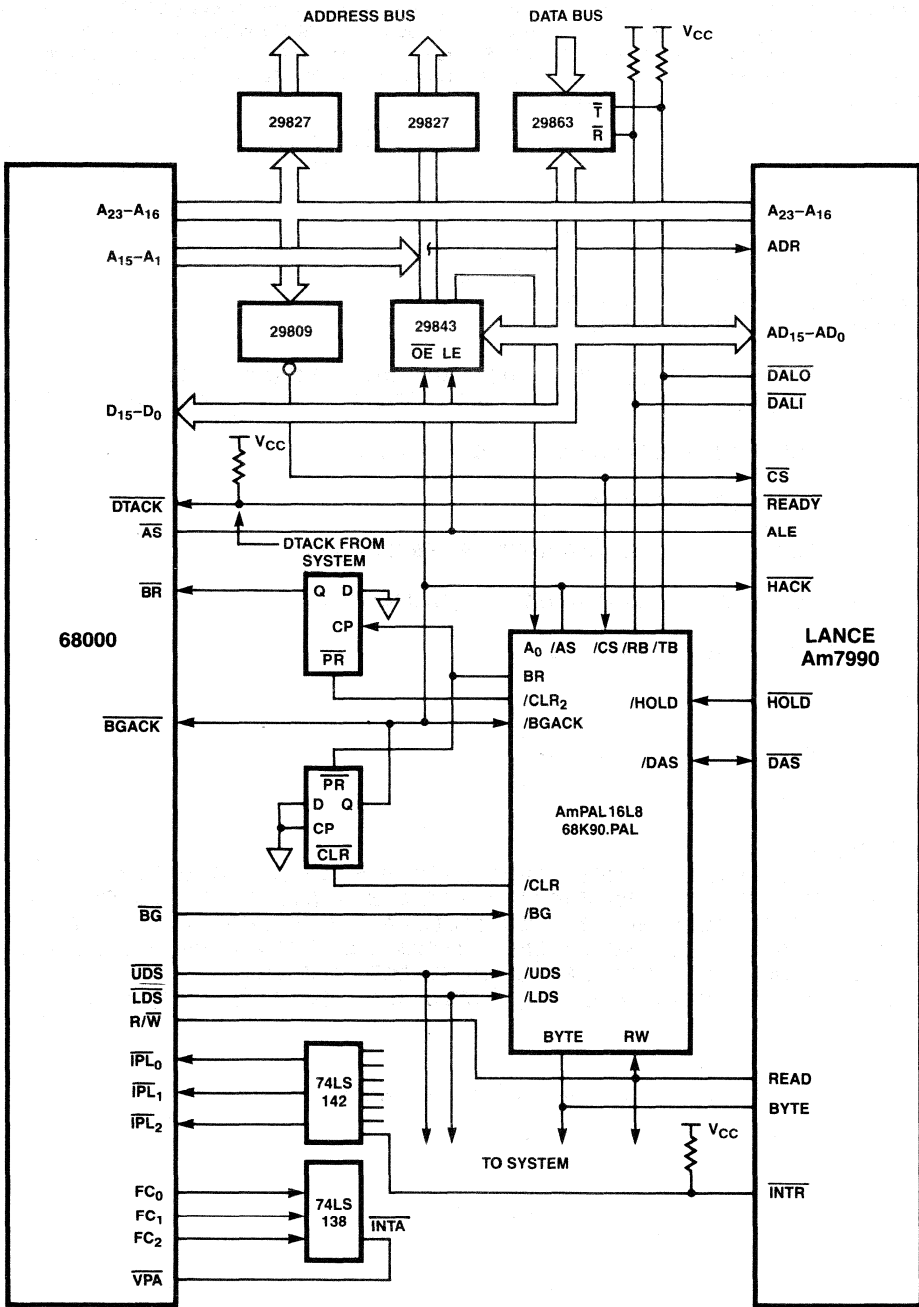 ADDRESS BUS
DATA BUS
VCC
29827
29827
29863
T
R
A23–A16
A15–A1
A23–A16
ADR
29809
29843
OE LE
AD15–AD0
DALO
DALI
D15–D0
VCC
DTACK
AS
DTACK FROM
SYSTEM
CS
READY
ALE
BR
Q D
CP
PR
HACK
68000
LANCE
Am7990
A0 /AS /CS /RB /TB
BR
/CLR2
/BGACK
/HOLD
/DAS
HOLD
DAS
BGACK
PR
D Q
CP
CLR
AmPAL16L8
68K90.PAL
/CLR
/BG
BG
UDS
LDS
R/W
/UDS
/LDS
BYTE RW
IPL0
IPL1
IPL2
74LS
142
READ
BYTE
VCC
TO SYSTEM
INTR
FC0
FC1
FC2
VPA
74LS
138
INTA